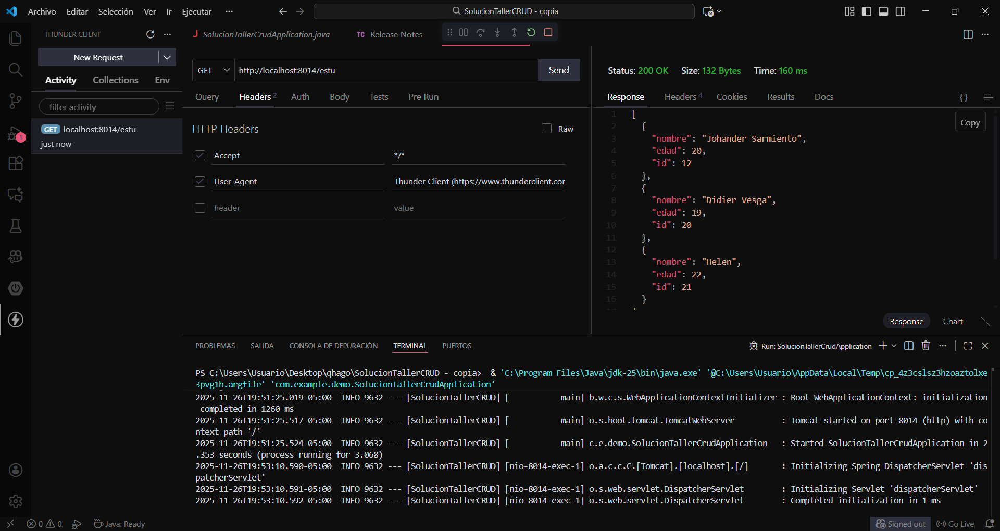 Archivo Editar Selección Ver Ir Ejecutar ···
SolucionTallerCRUD - copia
THUNDER CLIENT
New Request
Activity Collections Env
filter activity
GET localhost:8014/estu
just now
J SolucionTallerCrudApplication.java
TC Release Notes
GET http://localhost:8014/estu Send
Query Headers 2 Auth Body Tests Pre Run
HTTP Headers
Raw
Accept */*
User-Agent Thunder Client (https://www.thunderclient.cor
header value
Status: 200 OK Size: 132 Bytes Time: 160 ms
Response Headers 4 Cookies Results Docs {}
Copy
1 [
2 {
3 "nombre": "Johander Sarmiento",
4 "edad": 20,
5 "id": 12
6 },
7 {
8 "nombre": "Didier Vesga",
9 "edad": 19,
10 "id": 20
11 },
12 {
13 "nombre": "Helen",
14 "edad": 22,
15 "id": 21
16 }
17 ]
Response Chart
PROBLEMAS SALIDA CONSOLA DE DEPURACIÓN TERMINAL PUERTOS
Run: SolucionTallerCrudApplication
PS C:\Users\Usuario\Desktop\qhago\SolucionTallerCRUD - copia> & 'C:\Program Files\Java\jdk-25\bin\java.exe' '@C:\Users\Usuario\AppData\Local\Temp\cp_4z3cslsz3hzoaztolxe
3pvg1b.argfile' 'com.example.demo.SolucionTallerCrudApplication'
2025-11-26T19:51:25.019-05:00 INFO 9632 --- [SolucionTallerCRUD] [ main] b.w.c.s.WebApplicationContextInitializer : Root WebApplicationContext: initialization
completed in 1260 ms
2025-11-26T19:51:25.517-05:00 INFO 9632 --- [SolucionTallerCRUD] [ main] o.s.boot.tomcat.TomcatWebServer : Tomcat started on port 8014 (http) with co
ntext path '/'
2025-11-26T19:51:25.524-05:00 INFO 9632 --- [SolucionTallerCRUD] [ main] c.e.demo.SolucionTallerCrudApplication : Started SolucionTallerCrudApplication in 2
.353 seconds (process running for 3.068)
2025-11-26T19:53:10.590-05:00 INFO 9632 --- [SolucionTallerCRUD] [nio-8014-exec-1] o.a.c.c.C.[Tomcat].[localhost].[/] : Initializing Spring DispatcherServlet 'dis
patcherServlet'
2025-11-26T19:53:10.591-05:00 INFO 9632 --- [SolucionTallerCRUD] [nio-8014-exec-1] o.s.web.servlet.DispatcherServlet : Initializing Servlet 'dispatcherServlet'
2025-11-26T19:53:10.592-05:00 INFO 9632 --- [SolucionTallerCRUD] [nio-8014-exec-1] o.s.web.servlet.DispatcherServlet : Completed initialization in 1 ms
1
0 0 Java: Ready
Signed out Go Live